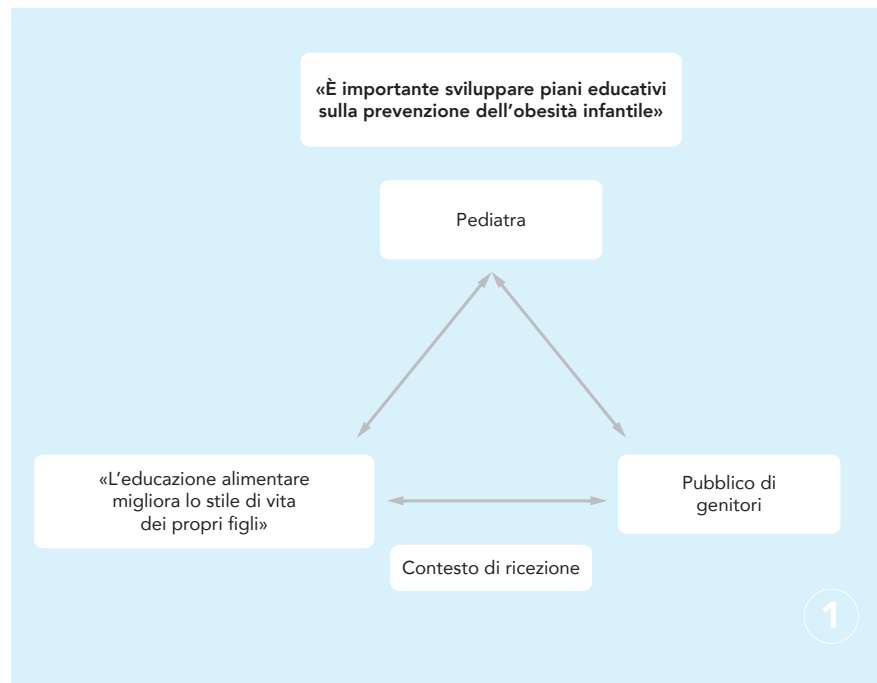 «È importante sviluppare piani educativi
sulla prevenzione dell'obesità infantile»
Pediatra
«L'educazione alimentare
migliora lo stile di vita
dei propri figli»
Pubblico di
genitori
Contesto di ricezione
1